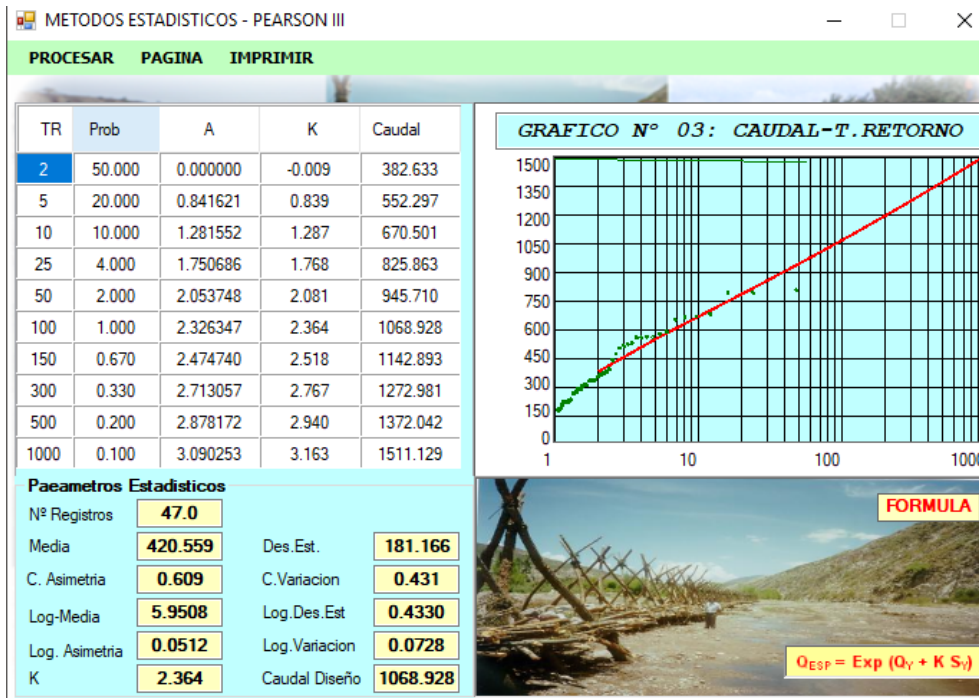 METODOS ESTADISTICOS - PEARSON III
PROCESAR PAGINA IMPRIMIR
TR Prob A K Caudal
2 50.000 0.000000 -0.009 382.633
5 20.000 0.841621 0.839 552.297
10 10.000 1.281552 1.287 670.501
25 4.000 1.750686 1.768 825.863
50 2.000 2.053748 2.081 945.710
100 1.000 2.326347 2.364 1068.928
150 0.670 2.474740 2.518 1142.893
300 0.330 2.713057 2.767 1272.981
500 0.200 2.878172 2.940 1372.042
1000 0.100 3.090253 3.163 1511.129
GRAFICO Nº 03: CAUDAL-T.RETORNO
1500
1350
1200
1050
900
750
600
450
300
150
0
1 10 100 1000
Paeametros Estadisticos
Nº Registros 47.0
Media 420.559 Des.Est. 181.166
C. Asimetria 0.609 C.Variacion 0.431
Log-Media 5.9508 Log.Des.Est 0.4330
Log. Asimetria 0.0512 Log.Variacion 0.0728
K 2.364 Caudal Diseño 1068.928
FORMULA
Q_ESP = Exp (Q_Y + K S_Y)